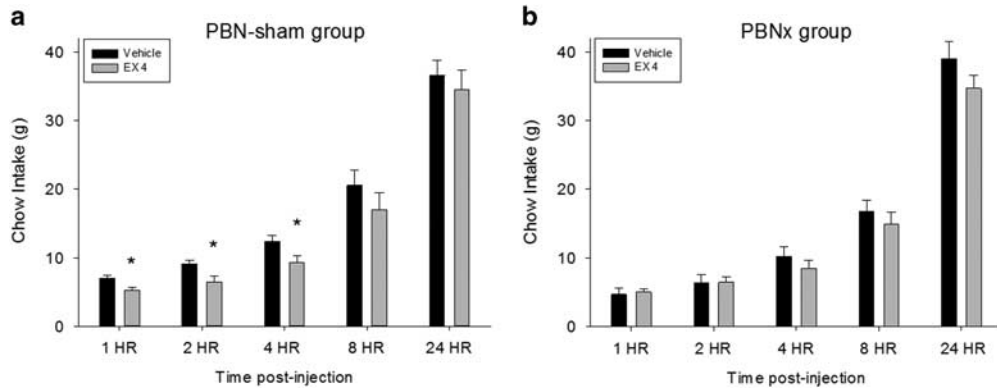 a
PBN-sham group
Vehicle
EX4
Chow Intake (g)
40
30
20
10
0
*
*
*
1 HR 2 HR 4 HR 8 HR 24 HR
Time post-injection
b
PBNx group
Vehicle
EX4
Chow Intake (g)
40
30
20
10
0
1 HR 2 HR 4 HR 8 HR 24 HR
Time post-injection